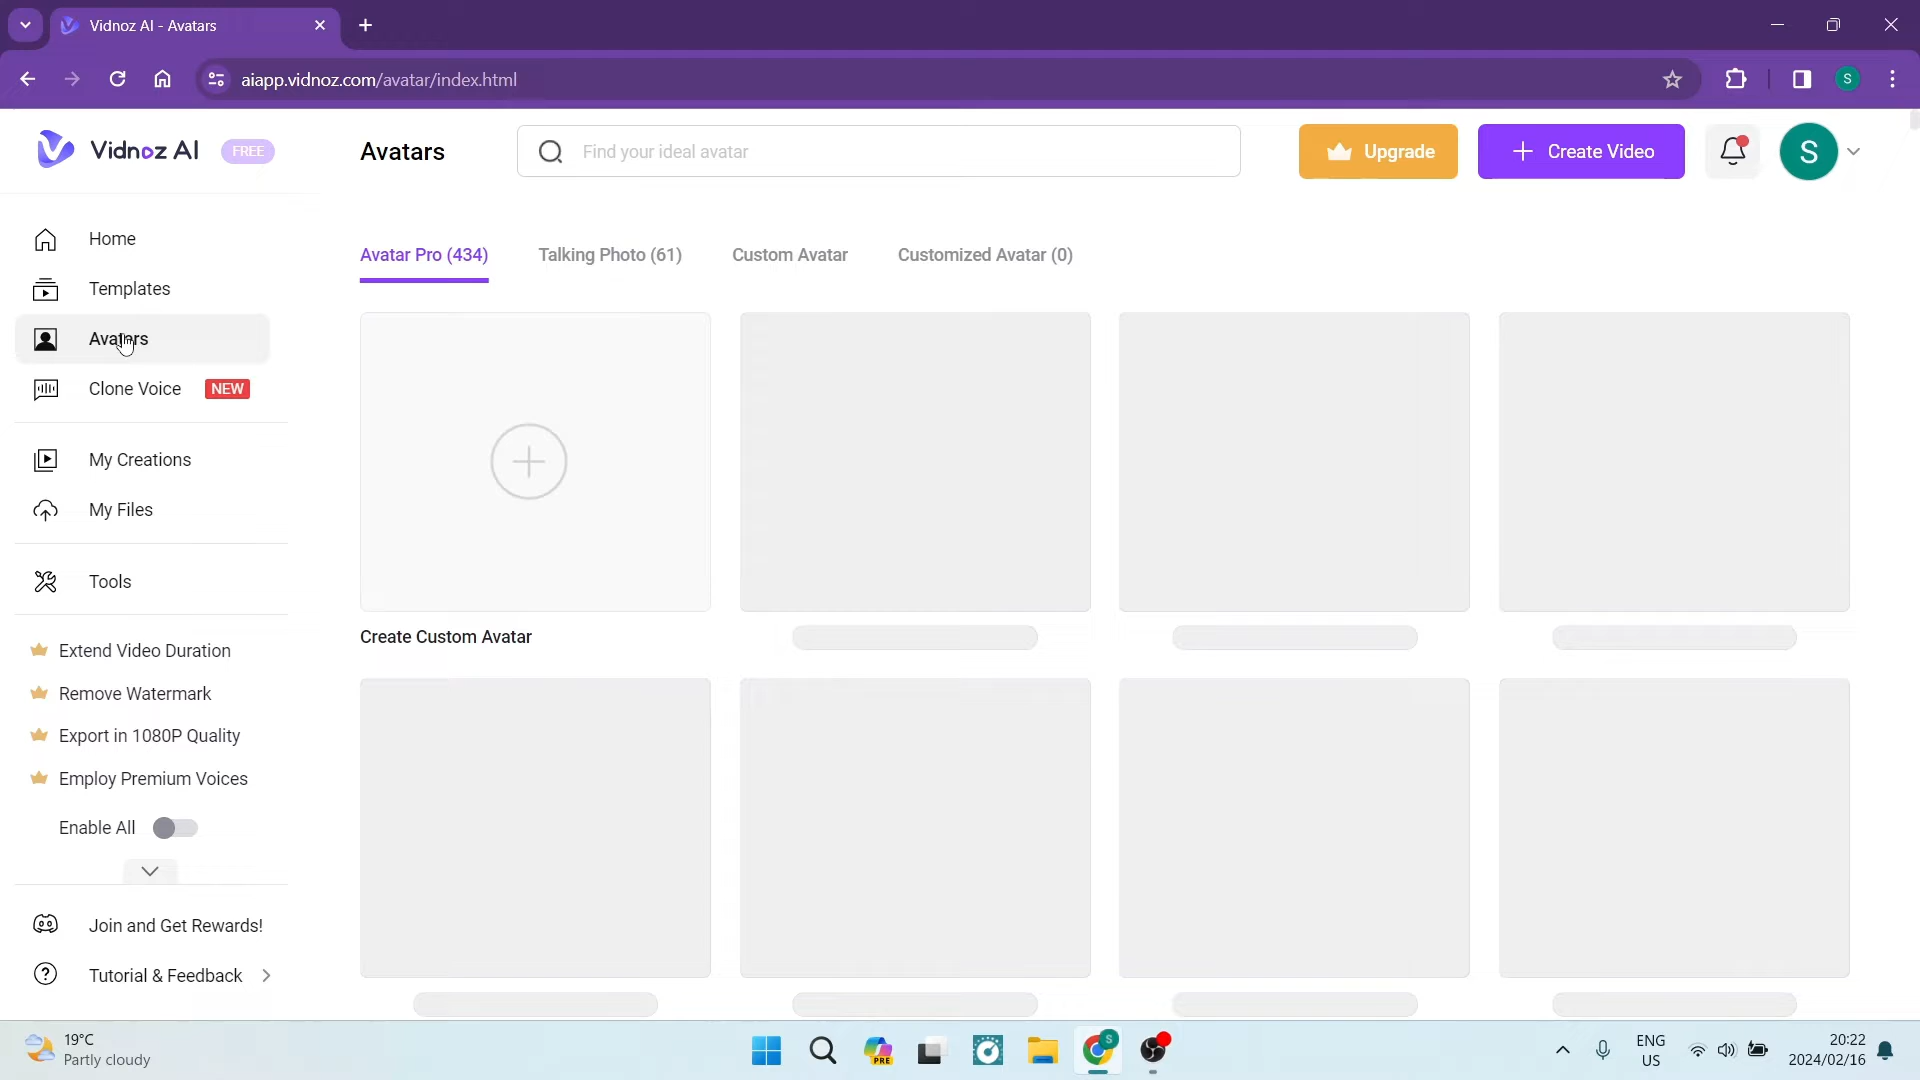 Vidnoz AI - Avatars
aiapp.vidnoz.com/avatar/index.html
S
Vidnoz AI FREE
Avatars
Find your ideal avatar
Upgrade
Create Video
S
Home
Templates
Avatars
Clone Voice NEW
My Creations
My Files
Tools
Extend Video Duration
Remove Watermark
Export in 1080P Quality
Employ Premium Voices
Enable All
Join and Get Rewards!
Tutorial & Feedback
Avatar Pro (434) Talking Photo (61) Custom Avatar Customized Avatar (0)
Create Custom Avatar
19°C
Partly cloudy
PRE
S
ENG
US
20:22
2024/02/16